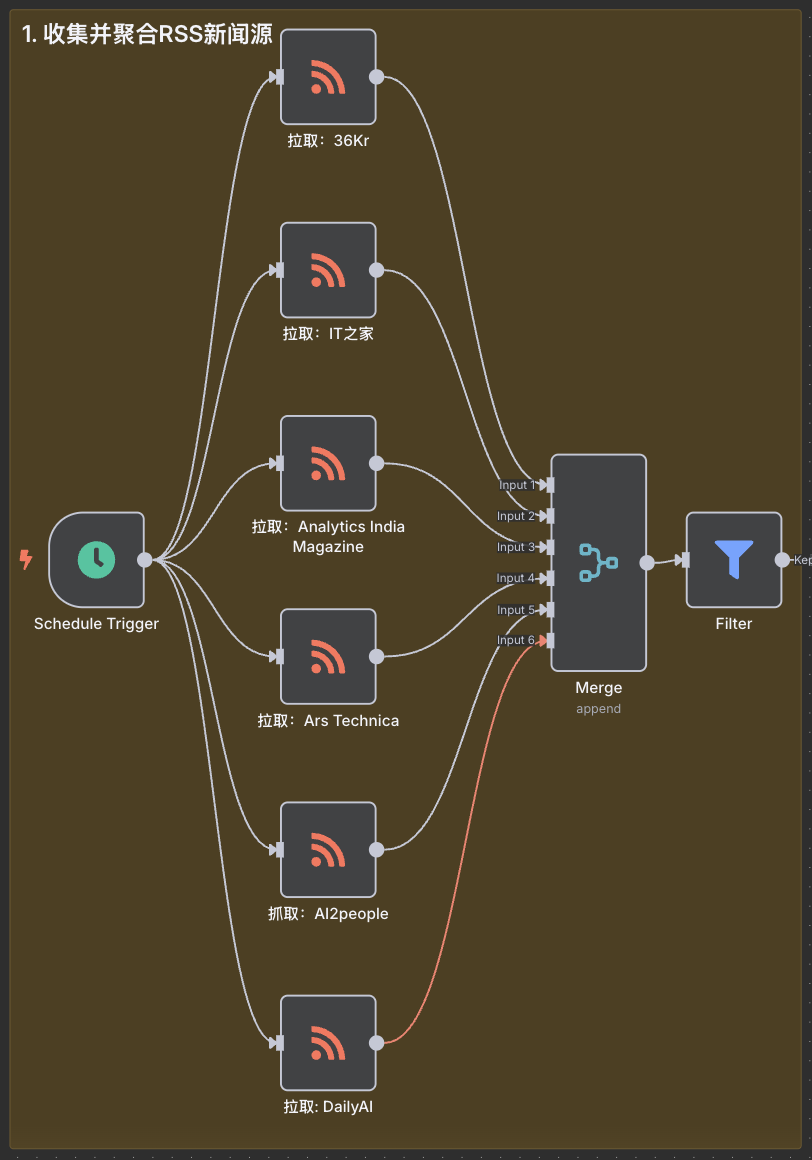 1. 收集并聚合RSS新闻源
拉取：36Kr
拉取：IT之家
拉取：Analytics India
Magazine
Schedule Trigger
拉取：Ars Technica
抓取：AI2people
拉取: DailyAI
Input 1
Input 2
Input 3
Input 4
Input 5
Input 6
Merge
append
Filter